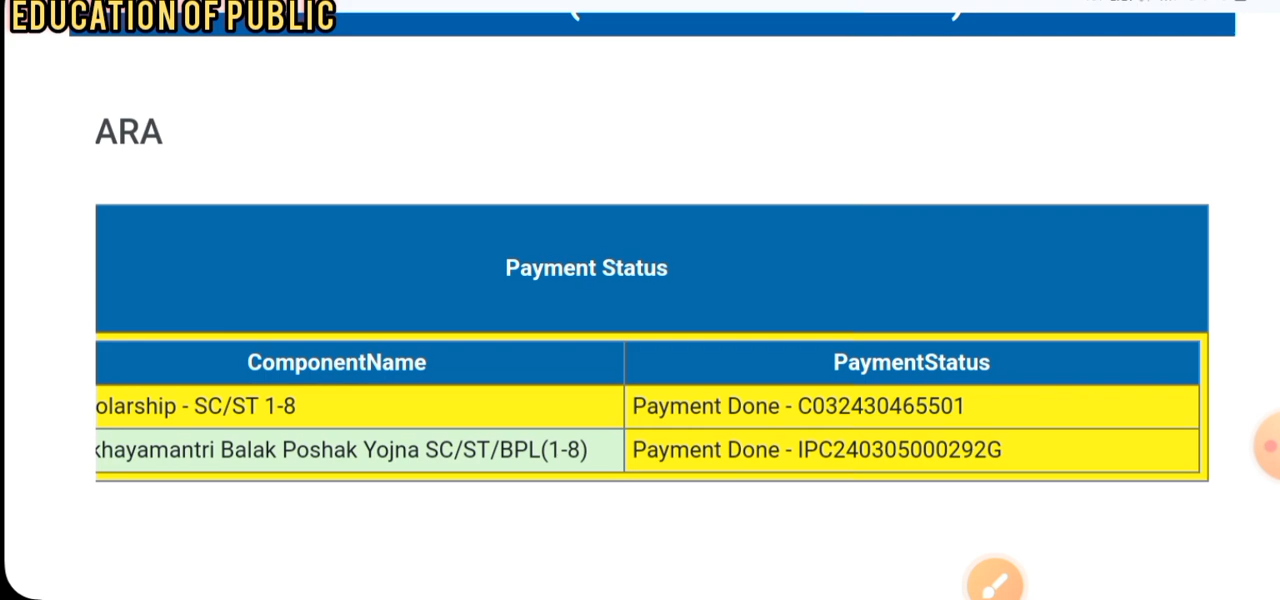 EDUCATION OF PUBLIC
ARA
Payment Status
ComponentName PaymentStatus
olarship - SC/ST 1-8 Payment Done - C032430465501
khayamantri Balak Poshak Yojna SC/ST/BPL(1-8) Payment Done - IPC240305000292G